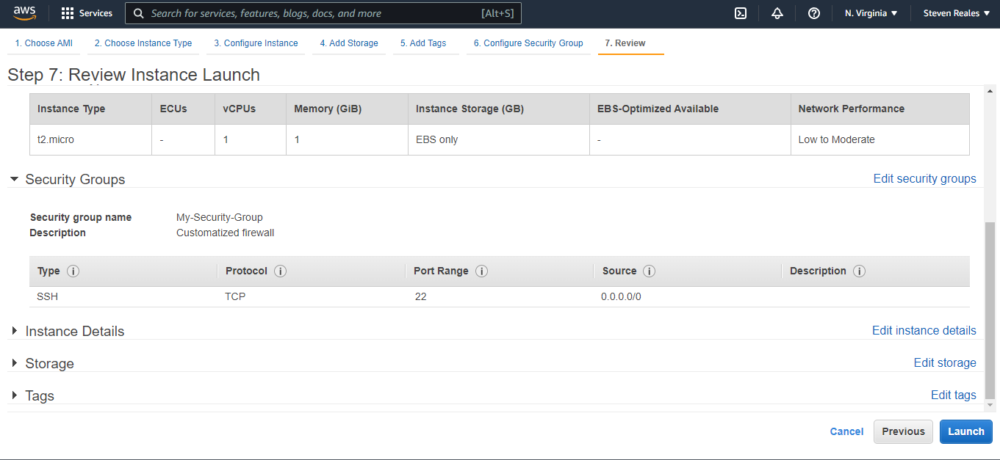 aws Services Search for services, features, blogs, docs, and more [Alt+S] N. Virginia Steven Reales
1. Choose AMI 2. Choose Instance Type 3. Configure Instance 4. Add Storage 5. Add Tags 6. Configure Security Group 7. Review
Step 7: Review Instance Launch
Instance Type ECUs vCPUs Memory (GiB) Instance Storage (GB) EBS-Optimized Available Network Performance
t2.micro - 1 1 EBS only - Low to Moderate
Security Groups Edit security groups
Security group name My-Security-Group
Description Customatized firewall
Type Protocol Port Range Source Description
SSH TCP 22 0.0.0.0/0
Instance Details Edit instance details
Storage Edit storage
Tags Edit tags
Cancel Previous Launch